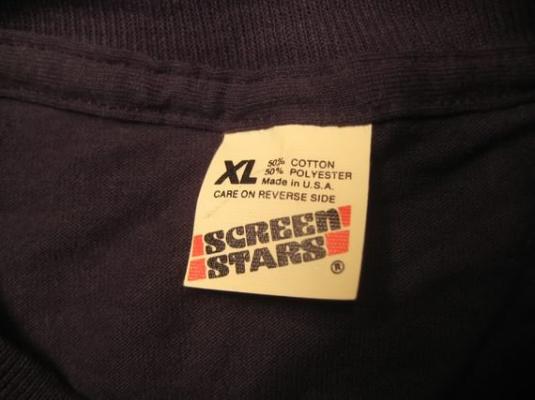 XL 50% COTTON
50% POLYESTER
Made in U.S.A.
CARE ON REVERSE SIDE
SCREEN
STARS ®